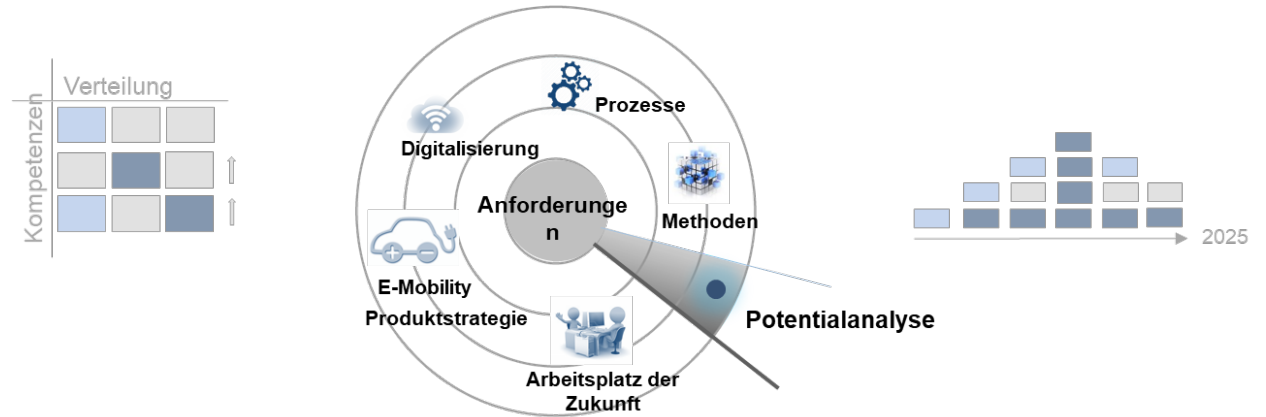 Verteilung
Kompetenzen
Prozesse
Digitalisierung
Anforderunge
n
Methoden
E-Mobility
Produktstrategie
Arbeitsplatz der
Zukunft
Potentialanalyse
2025